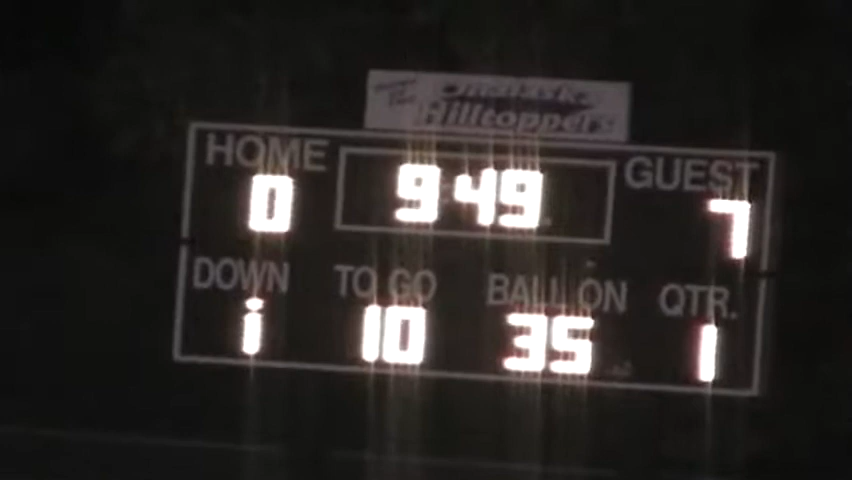 Hilltoppers
HOME 9 49 GUEST
0 7
DOWN TO GO BALL ON QTR.
1 10 35 1